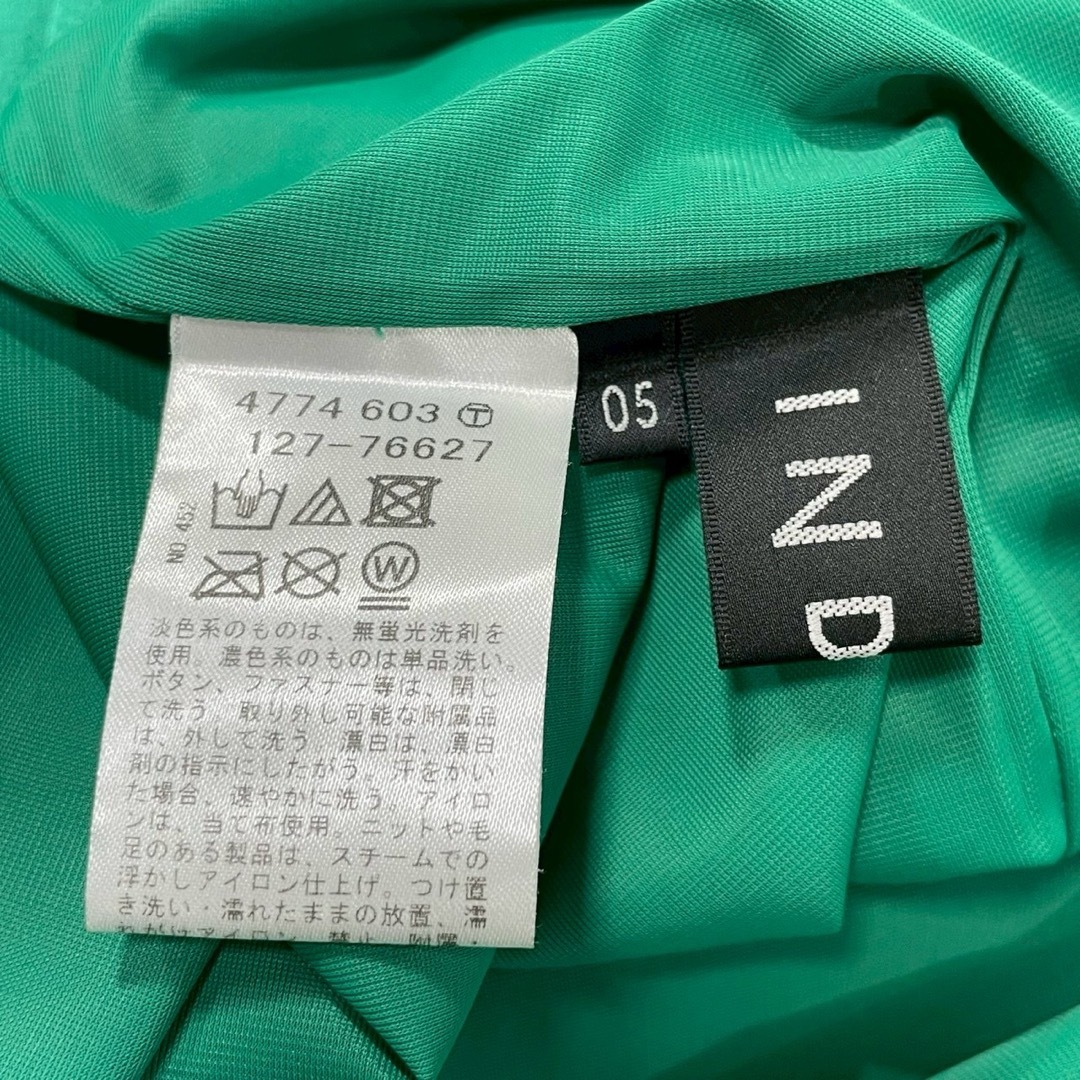 4774 603 Ⓣ
127-76627
NO.452
W
淡色系のものは、無蛍光洗剤を
使用。濃色系のものは単品洗い。
ボタン、ファスナー等は、閉じ
て洗う。取り外し可能な附属品
は、外して洗う。漂白は、漂白
剤の指示にしたがう。汗をかい
た場合、速やかに洗う。アイロ
ンは、当て布使用。ニットや毛
足のある製品は、スチームでの
浮かしアイロン仕上げ。つけ置
き洗い・濡れたままの放置、濡
05
IND